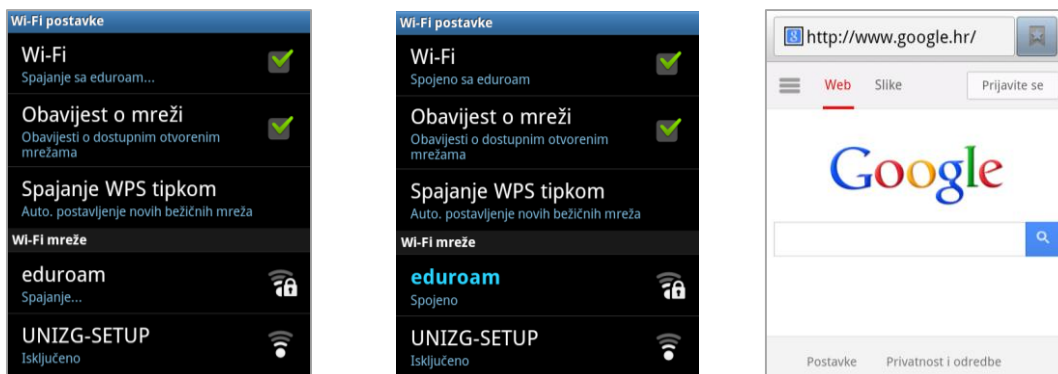 Wi-Fi postavke
Wi-Fi
Spajanje sa eduroam...
Obavijest o mreži
Obavijesti o dostupnim otvorenim
mrežama
Spajanje WPS tipkom
Auto. postavljenje novih bežičnih mreža
Wi-Fi mreže
eduroam
Spajanje...
UNIZG-SETUP
Isključeno
Wi-Fi postavke
Wi-Fi
Spojeno sa eduroam
Obavijest o mreži
Obavijesti o dostupnim otvorenim
mrežama
Spajanje WPS tipkom
Auto. postavljenje novih bežičnih mreža
Wi-Fi mreže
eduroam
Spojeno
UNIZG-SETUP
Isključeno
8 http://www.google.hr/
Web Slike Prijavite se
Google
Postavke Privatnost i odredbe